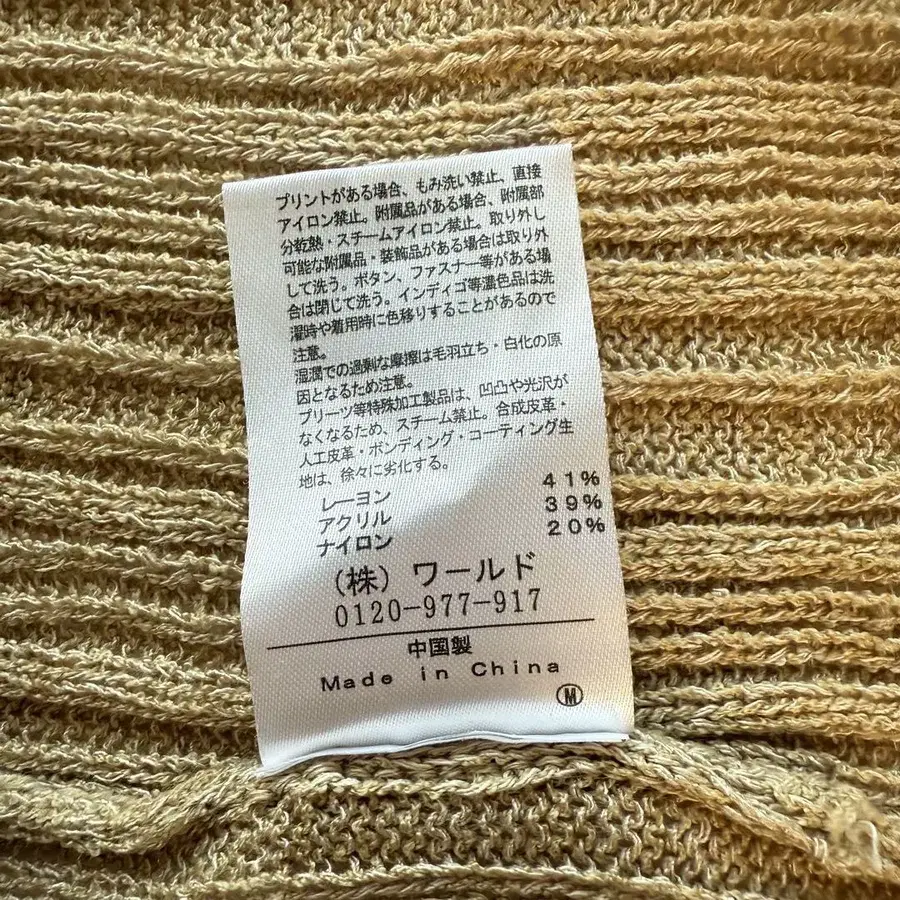 プリントがある場合、もみ洗い禁止、直接
アイロン禁止。附属品がある場合、附属部
分乾熱・スチームアイロン禁止。取り外し
可能な附属品・装飾品がある場合は取り外
して洗う。ボタン、ファスナー等がある場
合は閉じて洗う。インディゴ等濃色品は洗
濯時や着用時に色移りすることがあるので
注意。
湿潤での過剰な摩擦は毛羽立ち・白化の原
因となるため注意。
プリーツ等特殊加工製品は、凹凸や光沢が
なくなるため、スチーム禁止。合成皮革・
人工皮革・ボンディング・コーティング生
地は、徐々に劣化する。
レーヨン 41%
アクリル 39%
ナイロン 20%
(株) ワールド
0120-977-917
中国製
Made in China
Ⓜ